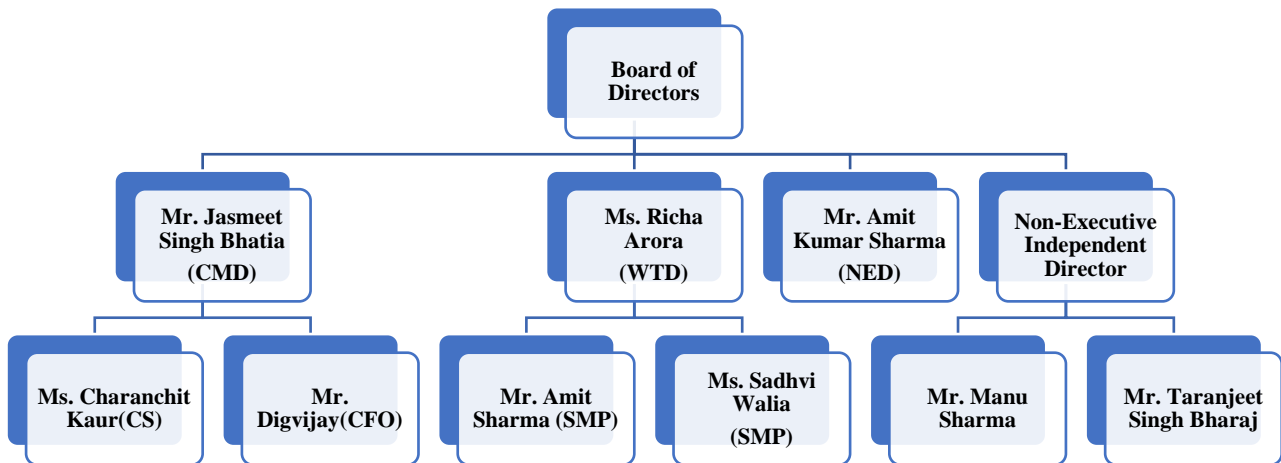 Board of
Directors
Mr. Jasmeet
Singh Bhatia
(CMD)
Ms. Richa
Arora
(WTD)
Mr. Amit
Kumar Sharma
(NED)
Non-Executive
Independent
Director
Ms. Charanchit
Kaur(CS)
Mr.
Digvijay(CFO)
Mr. Amit
Sharma (SMP)
Ms. Sadhvi
Walia
(SMP)
Mr. Manu
Sharma
Mr. Taranjeet
Singh Bharaj